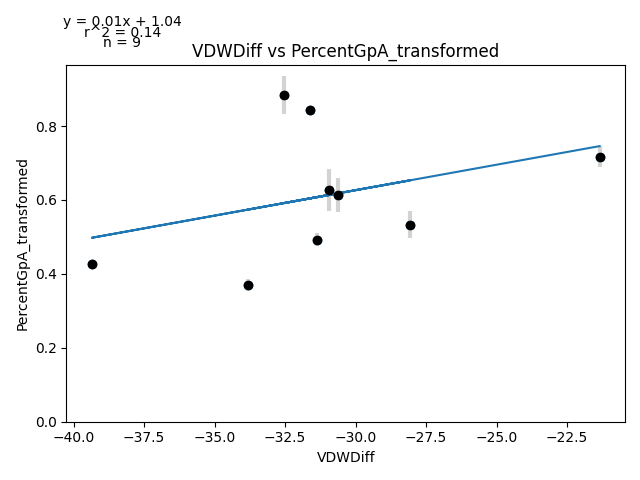 y = 0.01x + 1.04
r^2 = 0.14
n = 9
VDWDiff vs PercentGpA_transformed
PercentGpA_transformed
0.8
0.6
0.4
0.2
0.0
−40.0 −37.5 −35.0 −32.5 −30.0 −27.5 −25.0 −22.5
VDWDiff